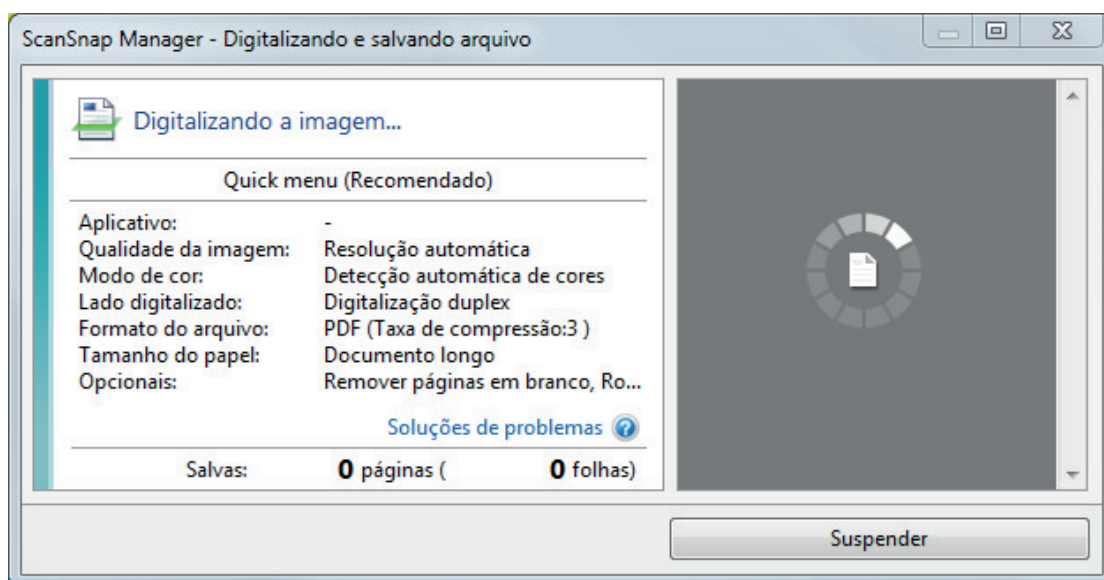 ScanSnap Manager - Digitalizando e salvando arquivo
Digitalizando a imagem...
Quick menu (Recomendado)
Aplicativo: -
Qualidade da imagem: Resolução automática
Modo de cor: Detecção automática de cores
Lado digitalizado: Digitalização duplex
Formato do arquivo: PDF (Taxa de compressão:3 )
Tamanho do papel: Documento longo
Opcionais: Remover páginas em branco, Ro...
Soluções de problemas
Salvas: 0 páginas ( 0 folhas)
Suspender